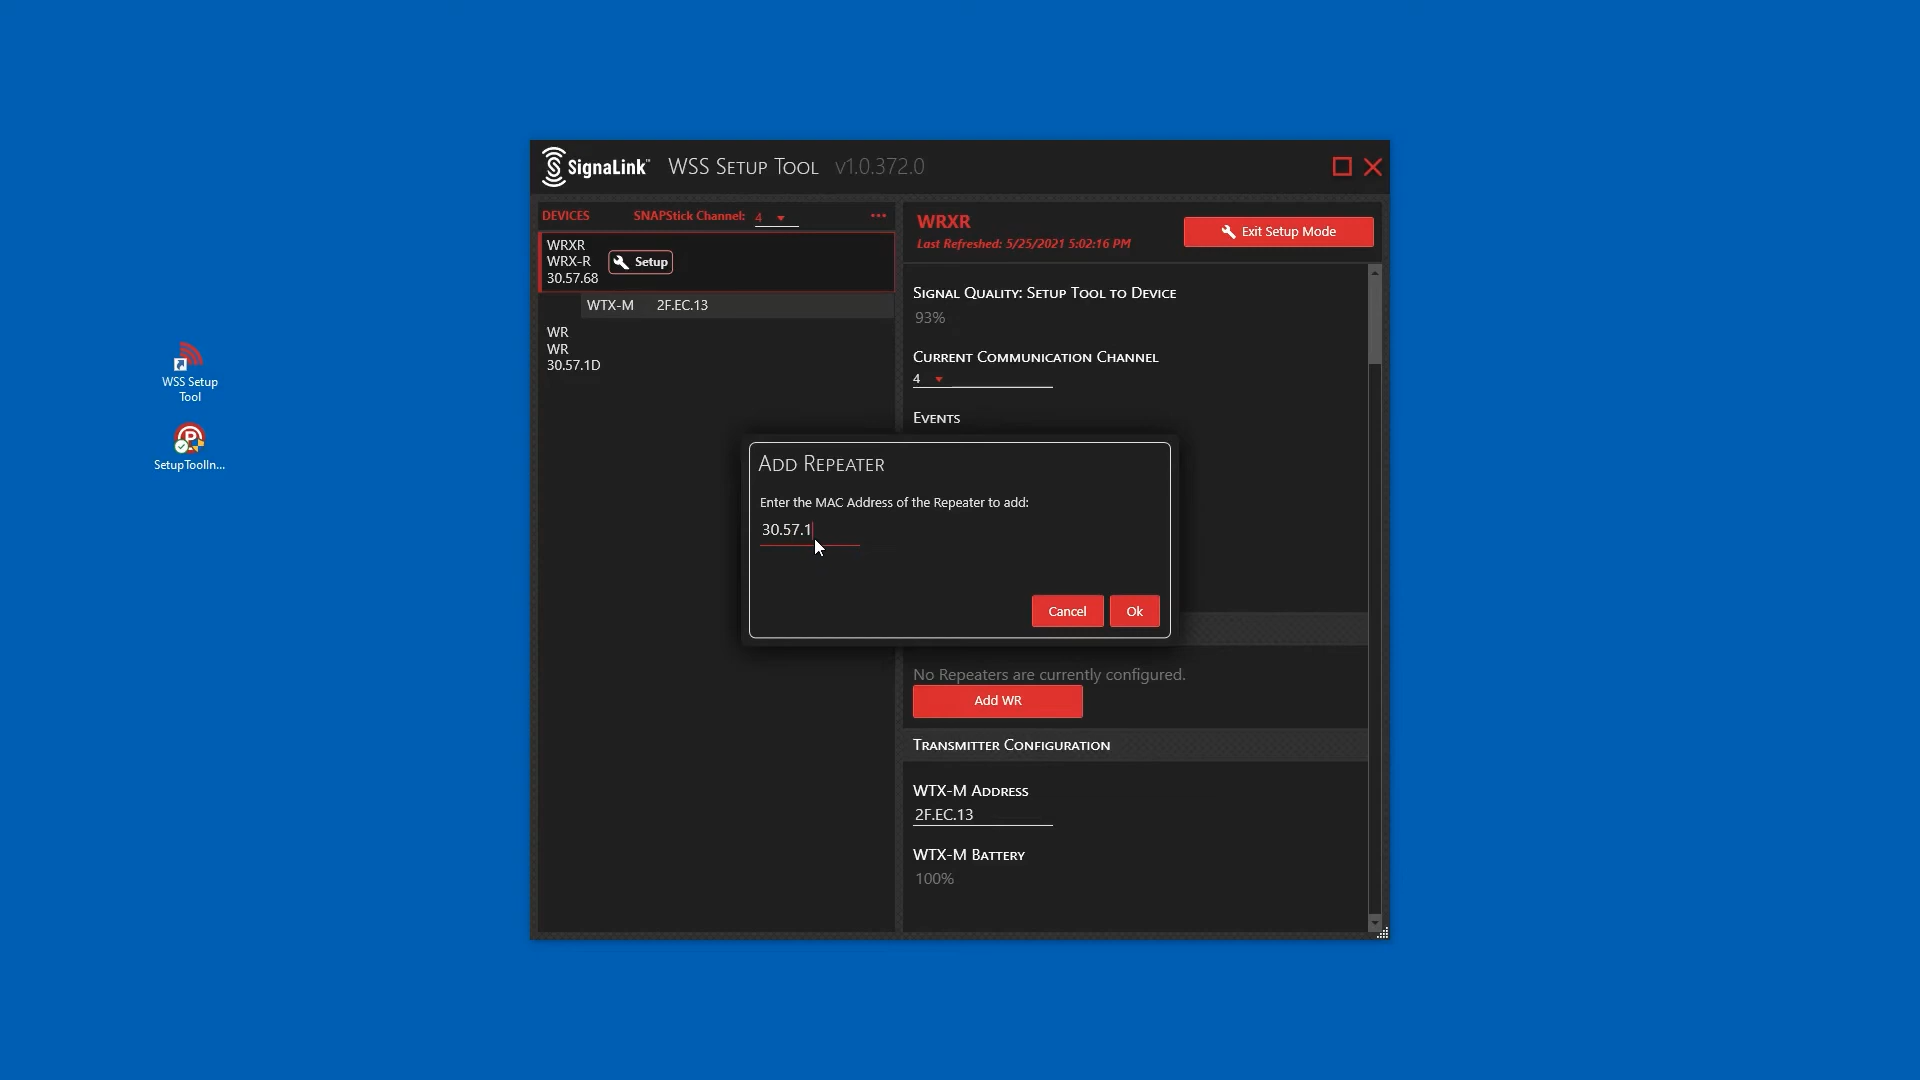 SignaLink™ WSS Setup Tool v1.0.372.0
DEVICES SNAPStick Channel: 4 ...
WRXR
WRX-R
30.57.68
Setup
WTX-M 2F.EC.13
WR
WR
30.57.1D
WRXR
Last Refreshed: 5/25/2021 5:02:16 PM
Exit Setup Mode
Signal Quality: Setup Tool to Device
93%
Current Communication Channel
4
Events
Add Repeater
Enter the MAC Address of the Repeater to add:
30.57.1
Cancel Ok
No Repeaters are currently configured.
Add WR
Transmitter Configuration
WTX-M Address
2F.EC.13
WTX-M Battery
100%
WSS Setup
Tool
SetupToolIn...